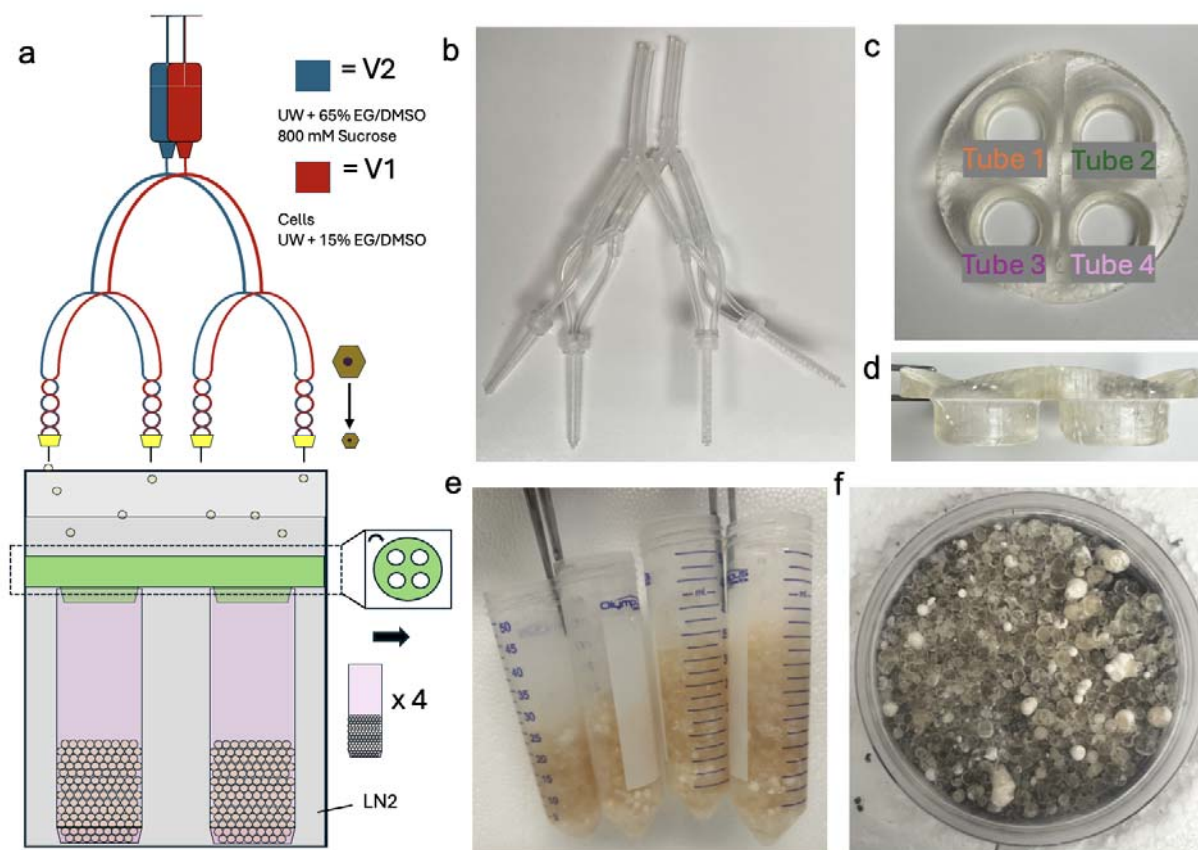 a
= V2
UW + 65% EG/DMSO
800 mM Sucrose
= V1
Cells
UW + 15% EG/DMSO
x 4
LN2
b
c
Tube 1
Tube 2
Tube 3
Tube 4
d
e
50
45
40
35
30
25
20
15
10
ml
f